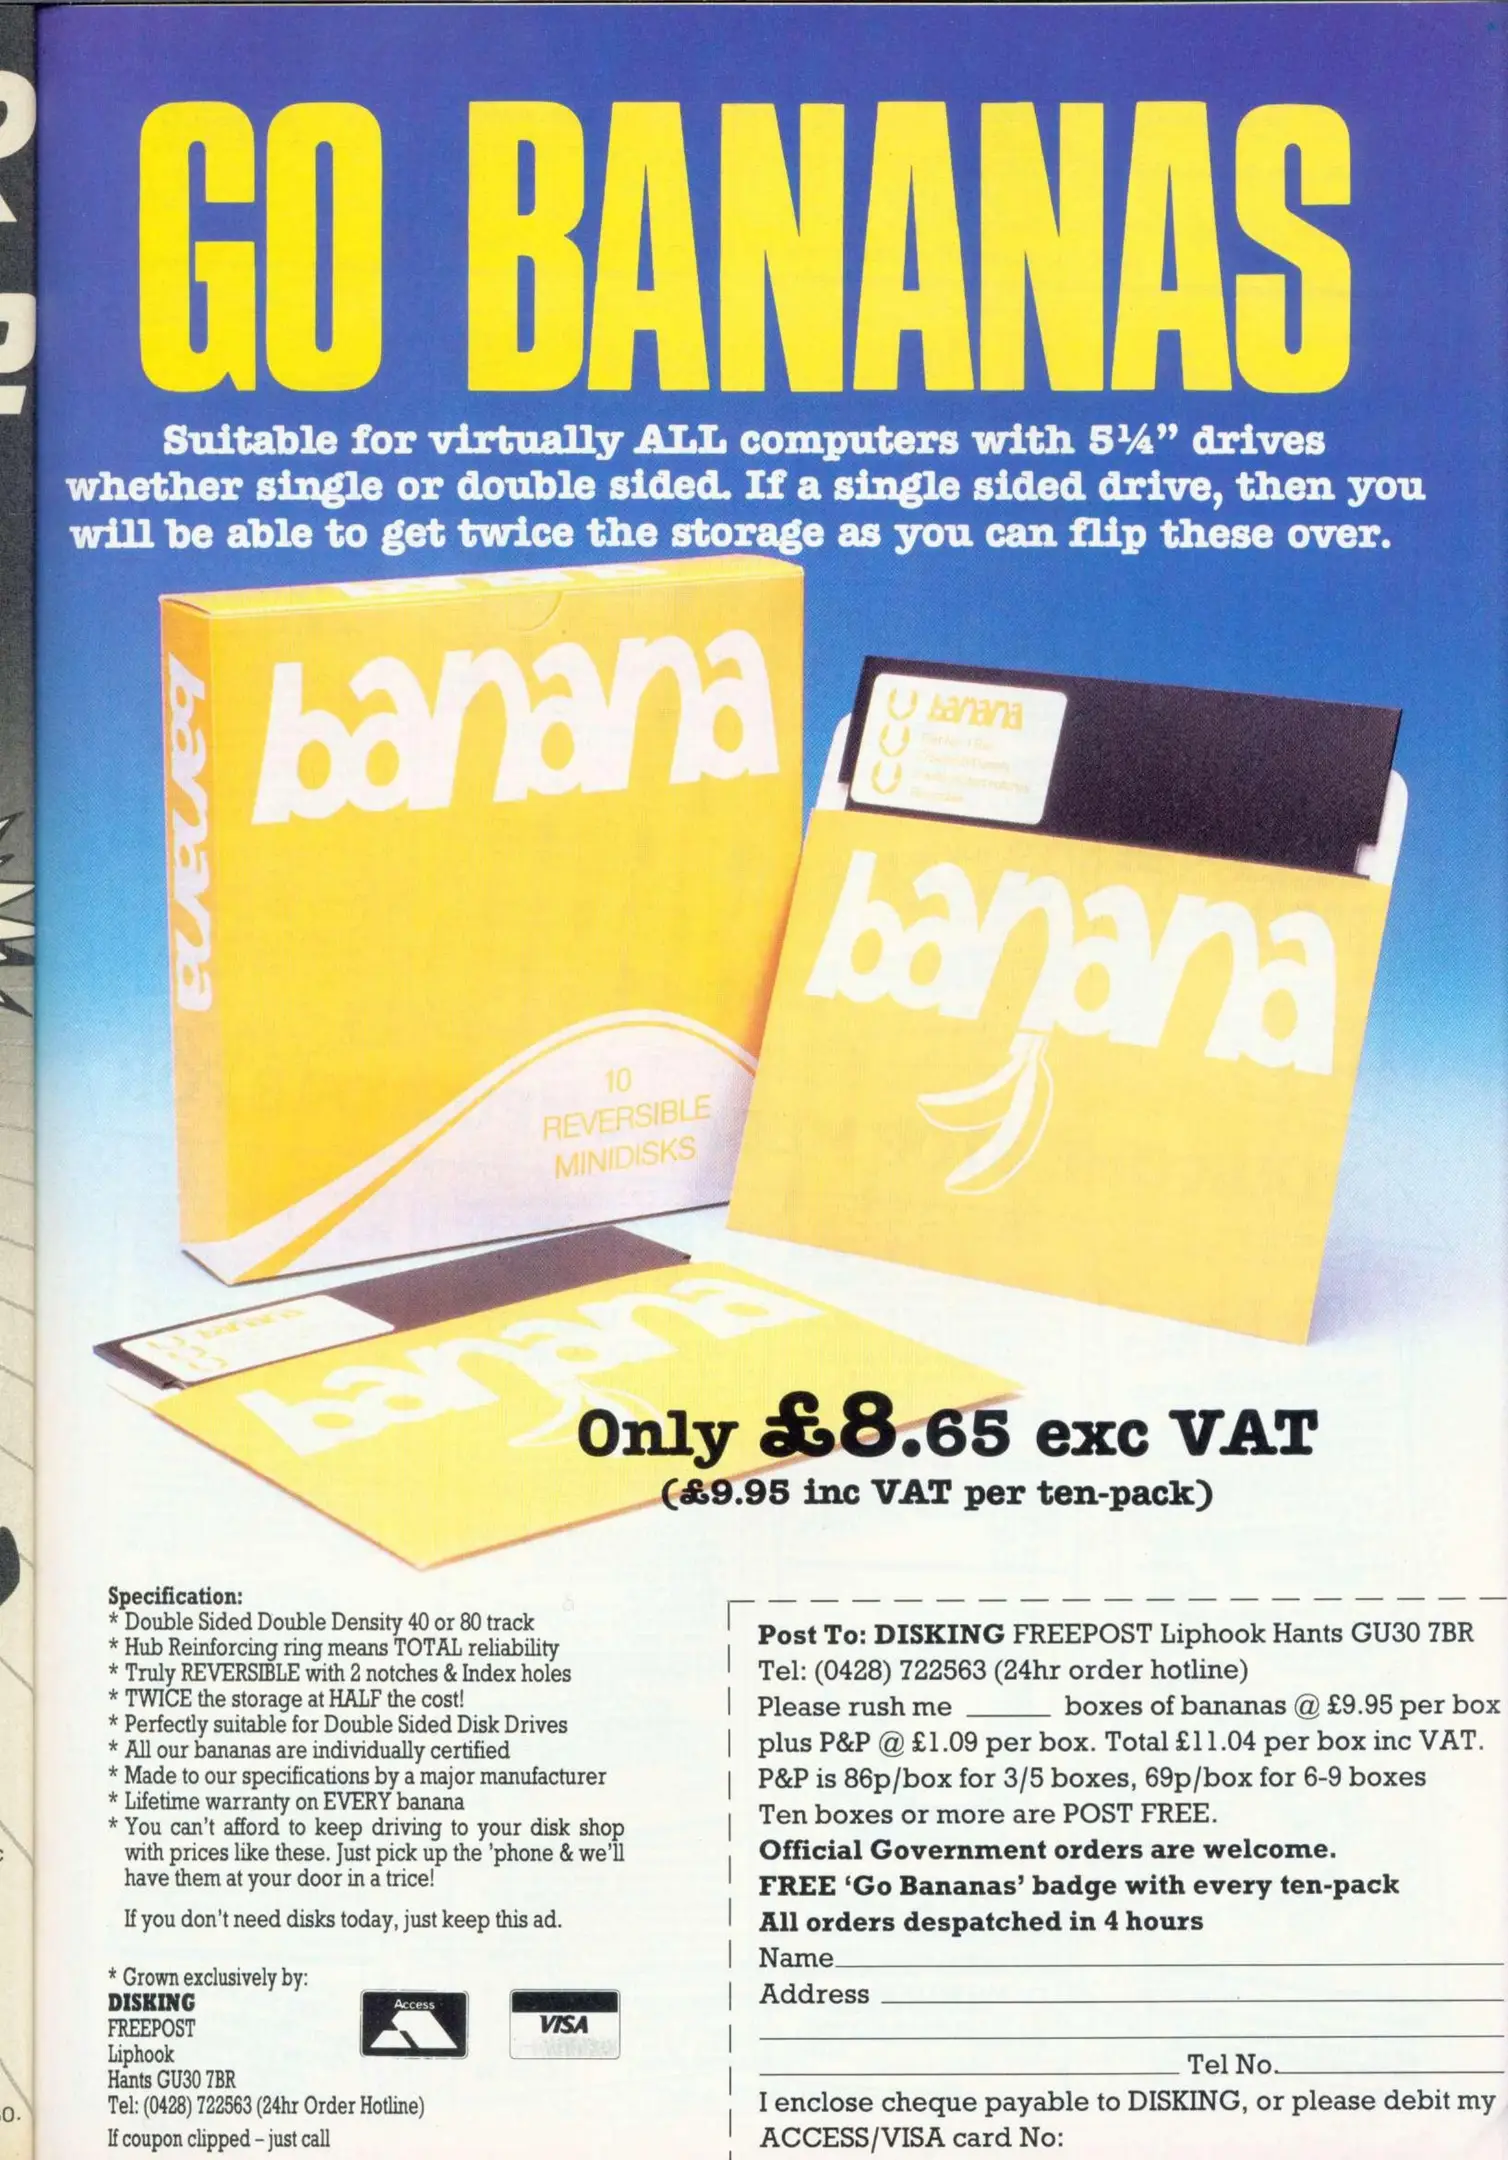 GO BANANAS
Suitable for virtually ALL computers with 5¼” drives
whether single or double sided. If a single sided drive, then you
will be able to get twice the storage as you can flip these over.
banana
banana
10
REVERSIBLE
MINIDISKS
banana
banana
banana
banana
Only £8.65 exc VAT
(£9.95 inc VAT per ten-pack)
Specification:
* Double Sided Double Density 40 or 80 track
* Hub Reinforcing ring means TOTAL reliability
* Truly REVERSIBLE with 2 notches & Index holes
* TWICE the storage at HALF the cost!
* Perfectly suitable for Double Sided Disk Drives
* All our bananas are individually certified
* Made to our specifications by a major manufacturer
* Lifetime warranty on EVERY banana
* You can't afford to keep driving to your disk shop
with prices like these. Just pick up the 'phone & we'll
have them at your door in a trice!
If you don't need disks today, just keep this ad.
* Grown exclusively by:
DISKING
FREEPOST
Liphook
Hants GU30 7BR
Tel: (0428) 722563 (24hr Order Hotline)
If coupon clipped – just call
Access
VISA
Post To: DISKING FREEPOST Liphook Hants GU30 7BR
Tel: (0428) 722563 (24hr order hotline)
Please rush me ______ boxes of bananas @ £9.95 per box
plus P&P @ £1.09 per box. Total £11.04 per box inc VAT.
P&P is 86p/box for 3/5 boxes, 69p/box for 6-9 boxes
Ten boxes or more are POST FREE.
Official Government orders are welcome.
FREE ‘Go Bananas’ badge with every ten-pack
All orders despatched in 4 hours
Name
Address
Tel No.
I enclose cheque payable to DISKING, or please debit my
ACCESS/VISA card No: